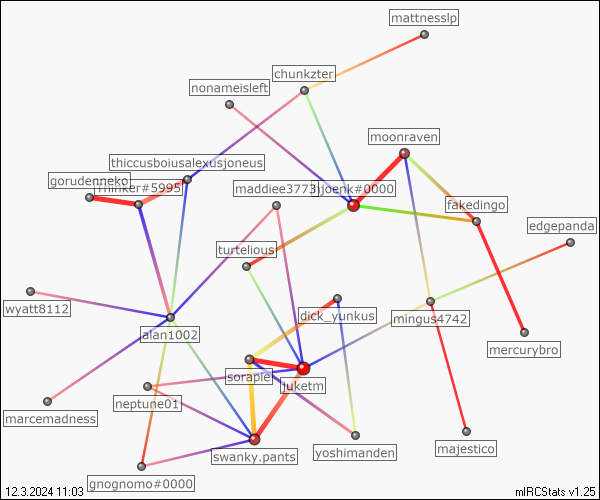 mattnesslp
chunkzter
nonameisleft
moonraven
thiccusboiusalexusjoneus
gorudenneko
#5995
maddiee3773
joenk#0000
fakedingo
edgepanda
turtelious
wyatt8112
dick_yunkus
mingus4742
alan1002
mercurybro
sorapie
juketm
marcemadness
neptune01
swanky.pants
yoshimanden
majestico
gnognomo#0000
12.3.2024 11:03
mIRCStats v1.25